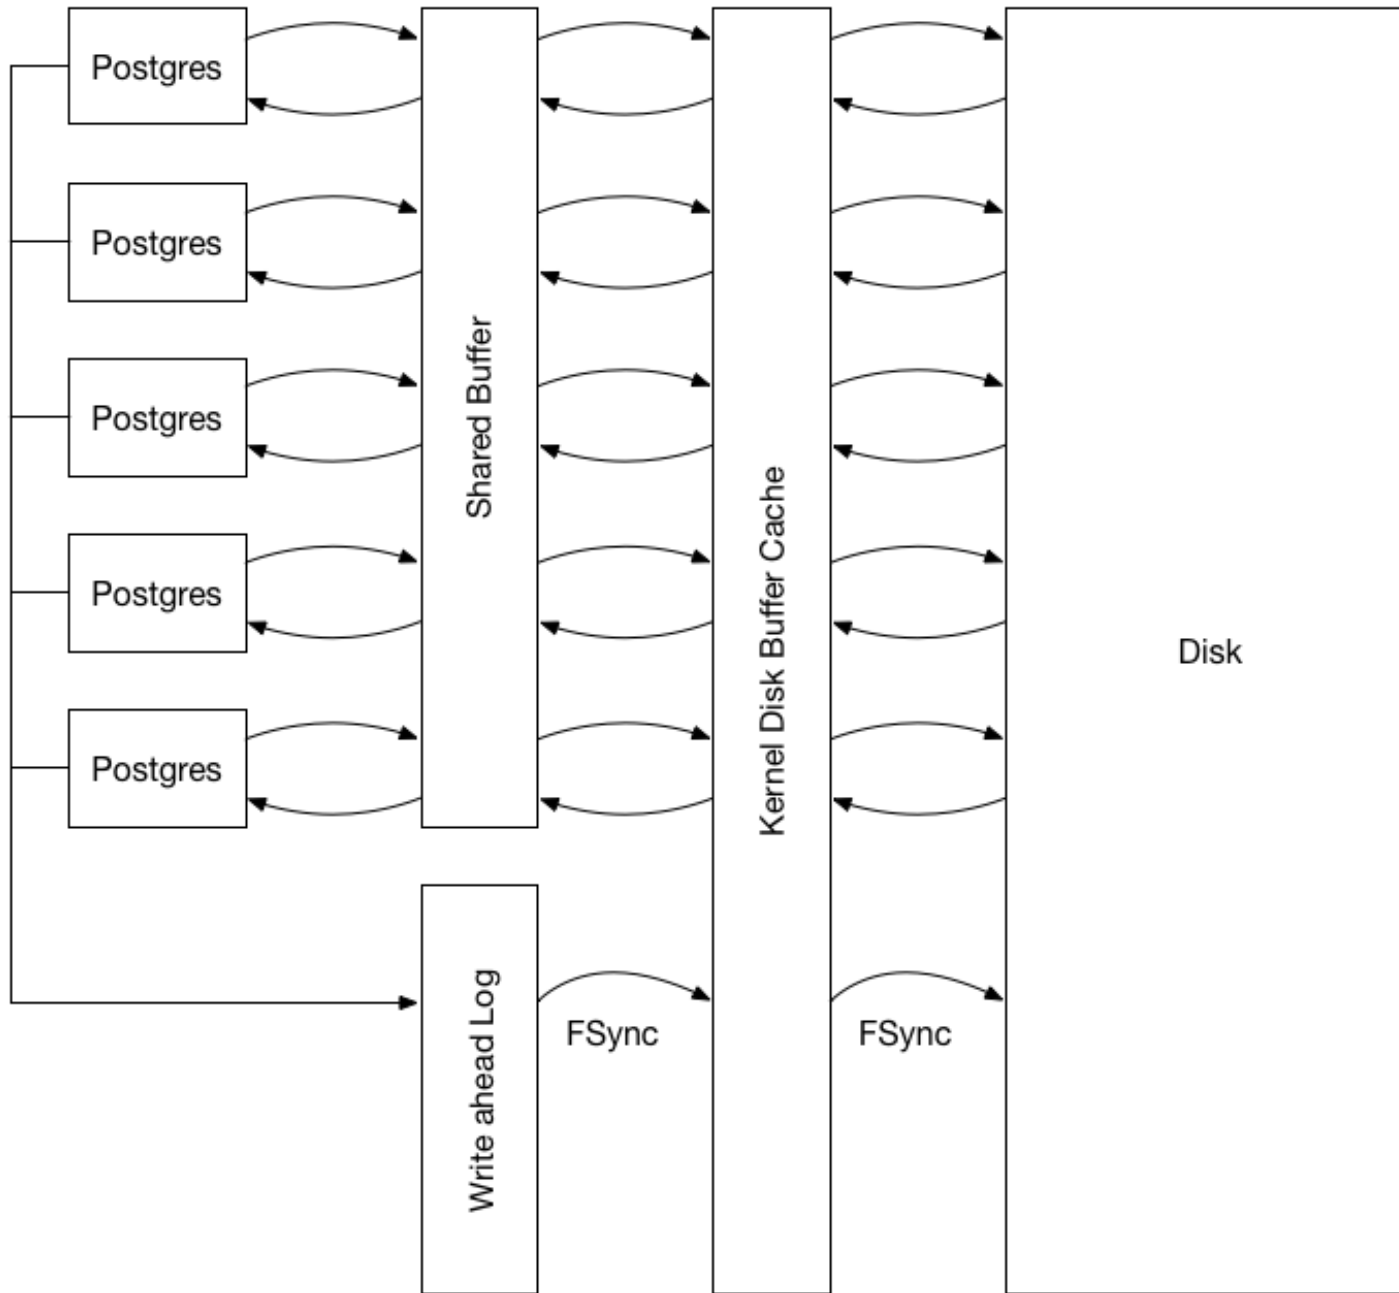 Postgres
Postgres
Postgres
Postgres
Postgres
Shared Buffer
Write ahead Log
Kernel Disk Buffer Cache
FSync
FSync
Disk